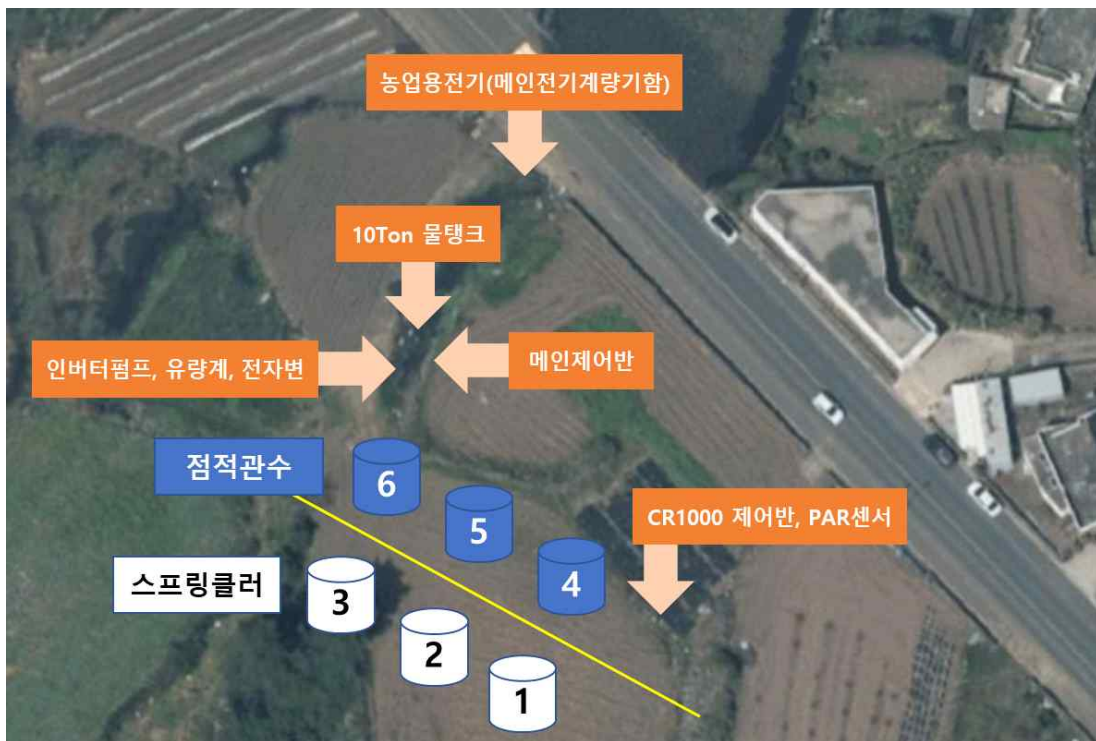 농업용전기(메인전기계량기함)
10Ton 물탱크
인버터펌프, 유량계, 전자변
메인제어반
점적관수
6
5
CR1000 제어반, PAR센서
4
스프링클러
3
2
1